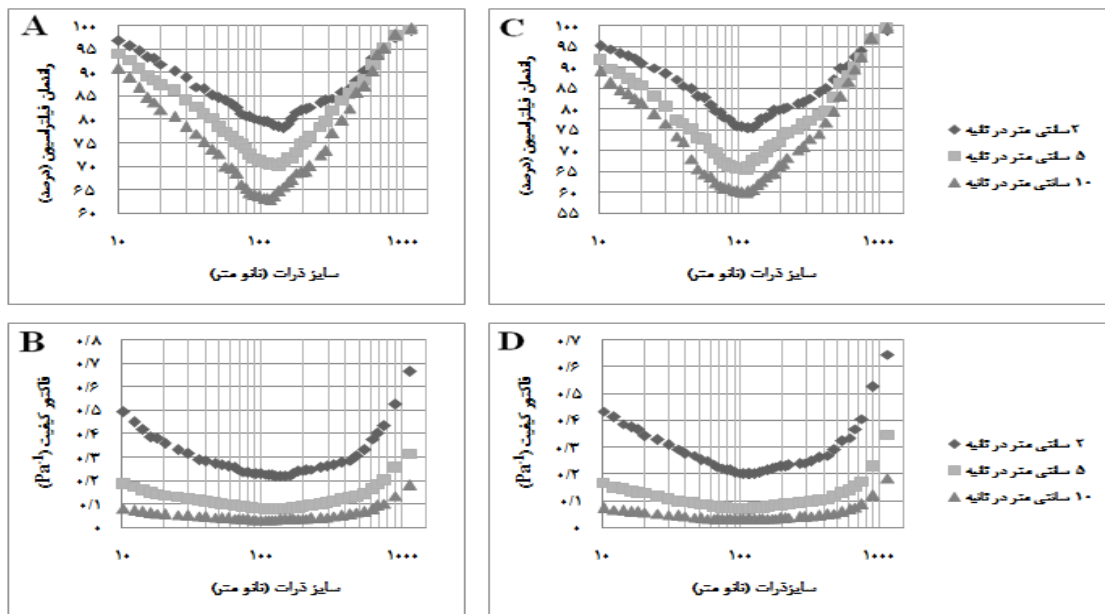 A
۱۰۰
۹۵
۹۰
۸۵
۸۰
۷۵
۷۰
۶۵
۶۰
راندمان فیلتراسیون (درصد)
۱۰ ۱۰۰ ۱۰۰۰
سایز ذرات (نانو متر)
C
۱۰۰
۹۵
۹۰
۸۵
۸۰
۷۵
۷۰
۶۵
۶۰
۵۵
راندمان فیلتراسیون (درصد)
۱۰ ۱۰۰ ۱۰۰۰
سایز ذرات (نانو متر)
۲سانتی متر در ثانیه
۵ سانتی متر در ثانیه
۱۰ سانتی متر در ثانیه
B
۰/۸
۰/۷
۰/۶
۰/۵
۰/۴
۰/۳
۰/۲
۰/۱
۰
فاکتور کیفیت (Pa⁻¹)
۱۰ ۱۰۰ ۱۰۰۰
سایز ذرات (نانو متر)
D
۰/۷
۰/۶
۰/۵
۰/۴
۰/۳
۰/۲
۰/۱
۰
فاکتور کیفیت (Pa⁻¹)
۱۰ ۱۰۰ ۱۰۰۰
سایزذرات (نانو متر)
۲ سانتی متر در ثانیه
۵ سانتی متر در ثانیه
۱۰ سانتی متر در ثانیه